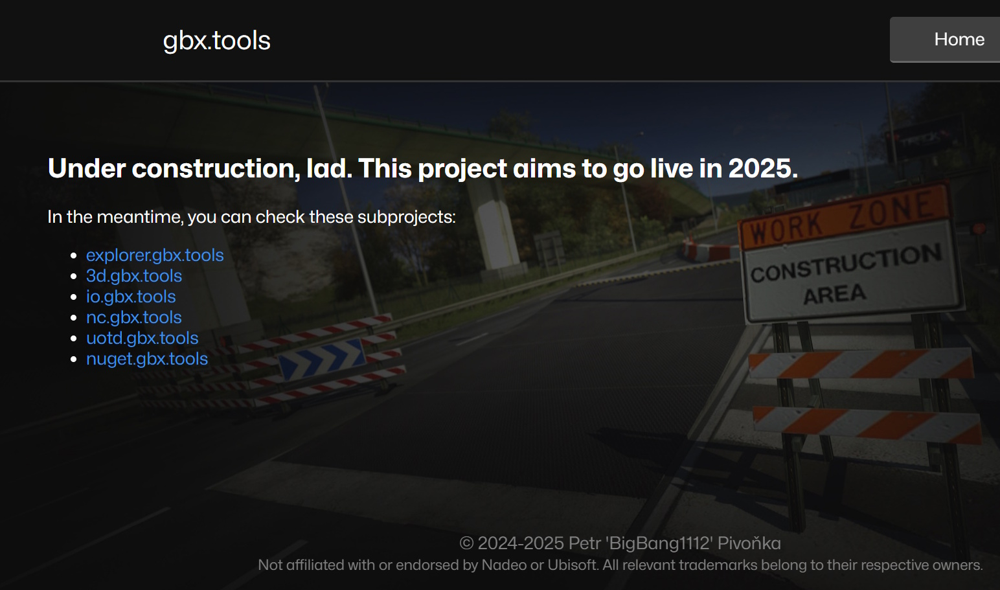 gbx.tools
Home
Under construction, lad. This project aims to go live in 2025.
In the meantime, you can check these subprojects:
explorer.gbx.tools
3d.gbx.tools
io.gbx.tools
nc.gbx.tools
uotd.gbx.tools
nuget.gbx.tools
WORK ZONE
CONSTRUCTION
AREA
© 2024-2025 Petr 'BigBang1112' Pivoňka
Not affiliated with or endorsed by Nadeo or Ubisoft. All relevant trademarks belong to their respective owners.